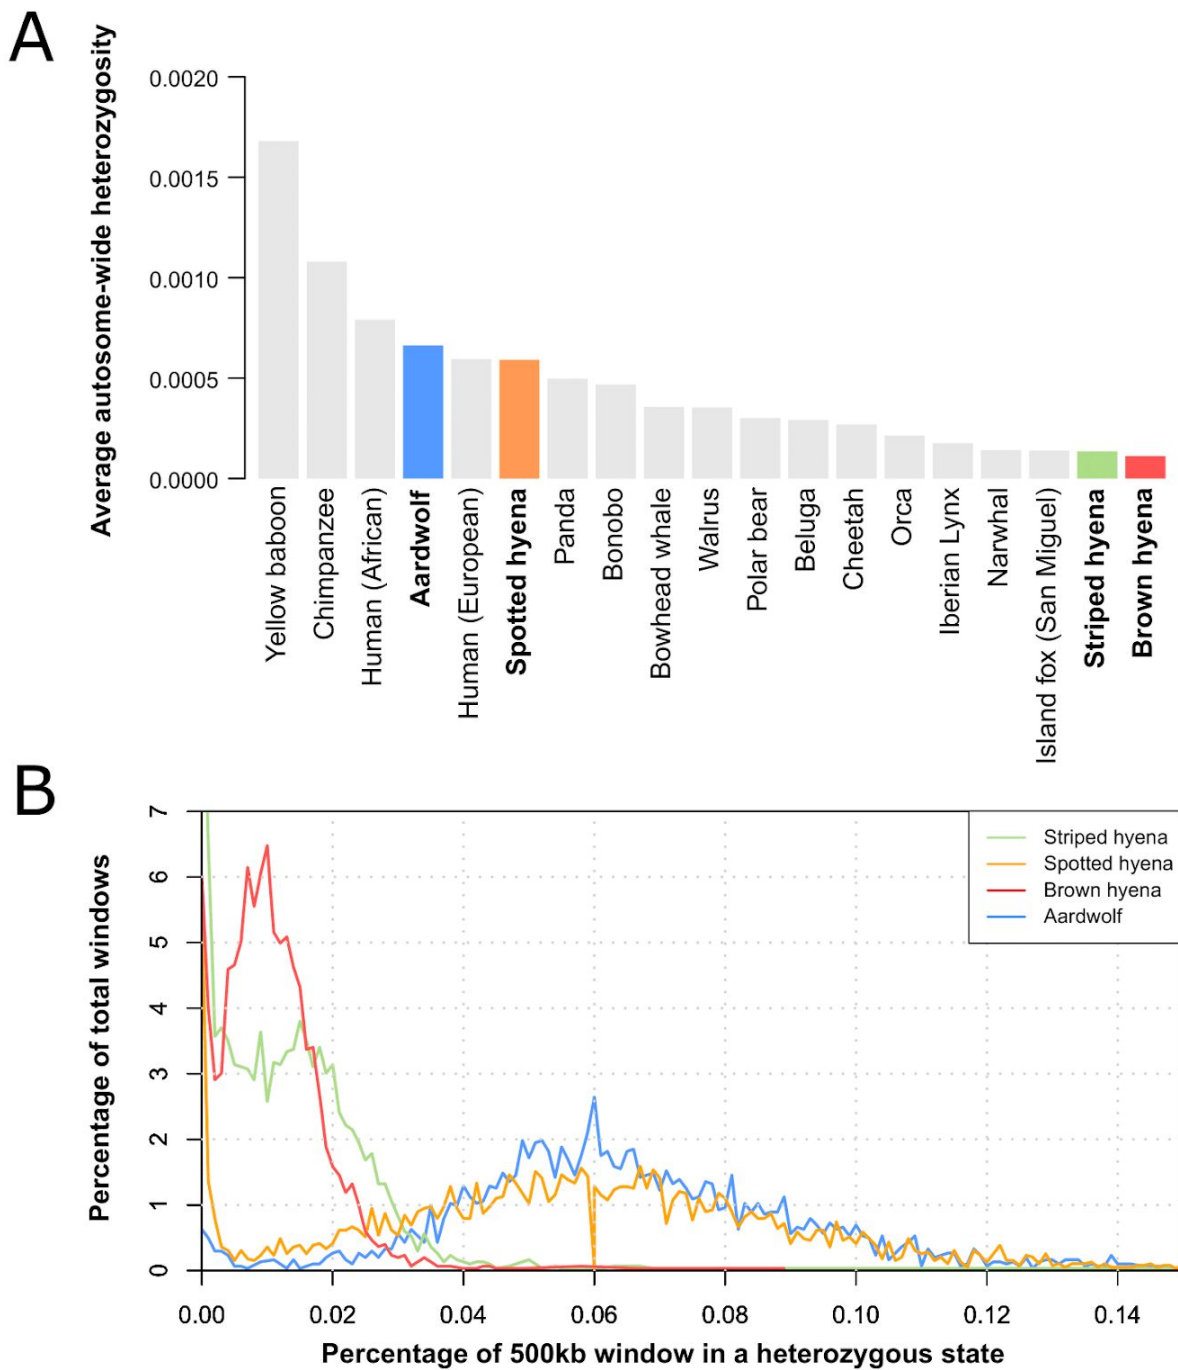 A
Average autosome-wide heterozygosity
0.0020
0.0015
0.0010
0.0005
0.0000
Yellow baboon
Chimpanzee
Human (African)
Aardwolf
Human (European)
Spotted hyena
Panda
Bonobo
Bowhead whale
Walrus
Polar bear
Beluga
Cheetah
Orca
Iberian Lynx
Narwhal
Island fox (San Miguel)
Striped hyena
Brown hyena
B
Percentage of total windows
7
6
5
4
3
2
1
0
Striped hyena
Spotted hyena
Brown hyena
Aardwolf
0.00 0.02 0.04 0.06 0.08 0.10 0.12 0.14
Percentage of 500kb window in a heterozygous state